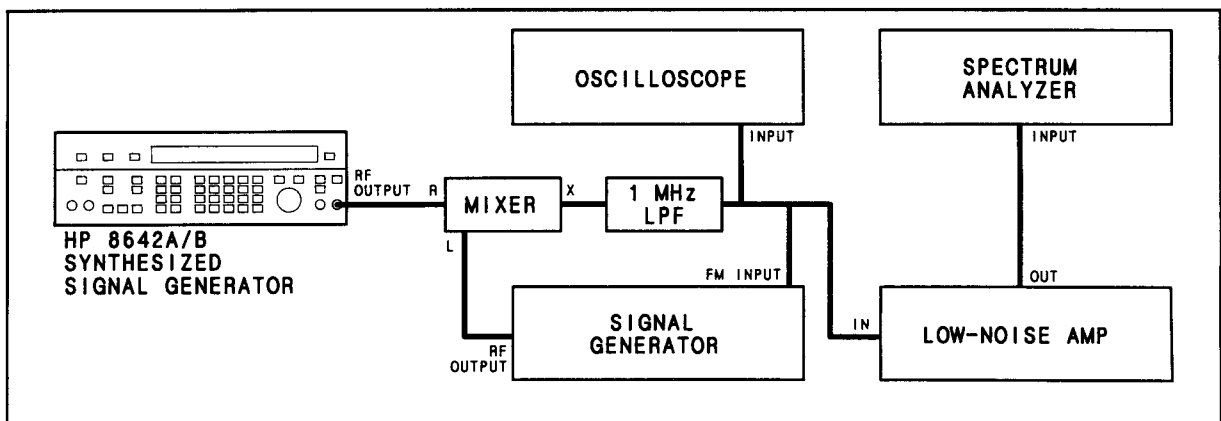 OSCILLOSCOPE
SPECTRUM
ANALYZER
INPUT
INPUT
RF
OUTPUT
R
MIXER
X
1 MHz
LPF
L
HP 8642A/B
SYNTHESIZED
SIGNAL GENERATOR
FM INPUT
OUT
SIGNAL
GENERATOR
RF
OUTPUT
IN
LOW-NOISE AMP